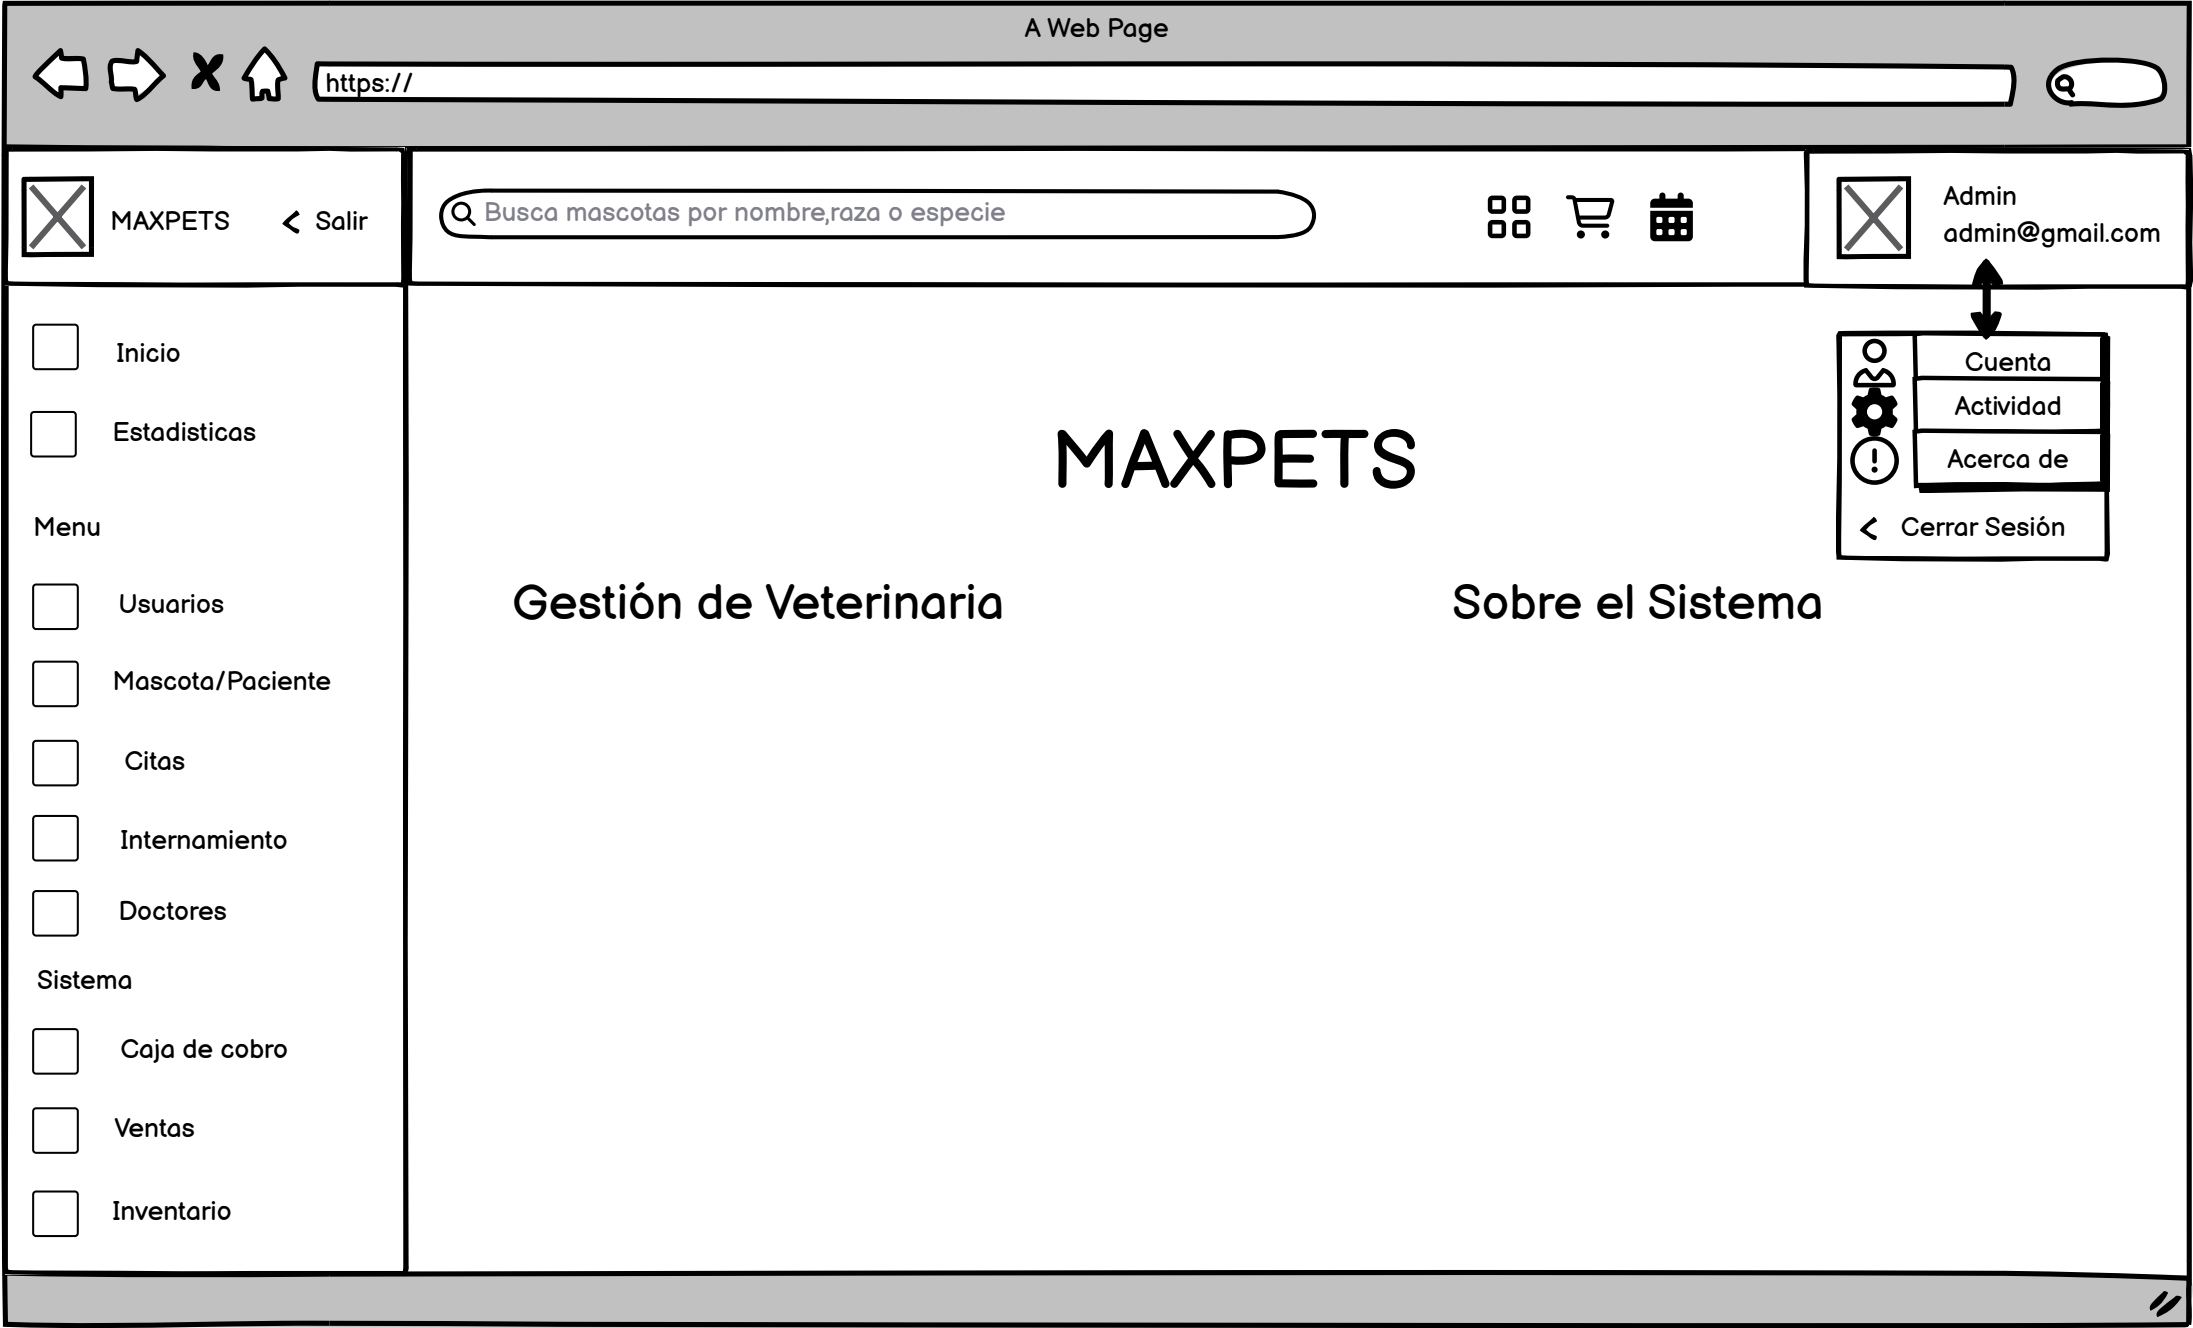 A Web Page
https://
MAXPETS
Salir
Busca mascotas por nombre,raza o especie
Admin
admin@gmail.com
Inicio
Estadisticas
Menu
Usuarios
Mascota/Paciente
Citas
Internamiento
Doctores
Sistema
Caja de cobro
Ventas
Inventario
Cuenta
Actividad
Acerca de
Cerrar Sesión
MAXPETS
Gestión de Veterinaria
Sobre el Sistema